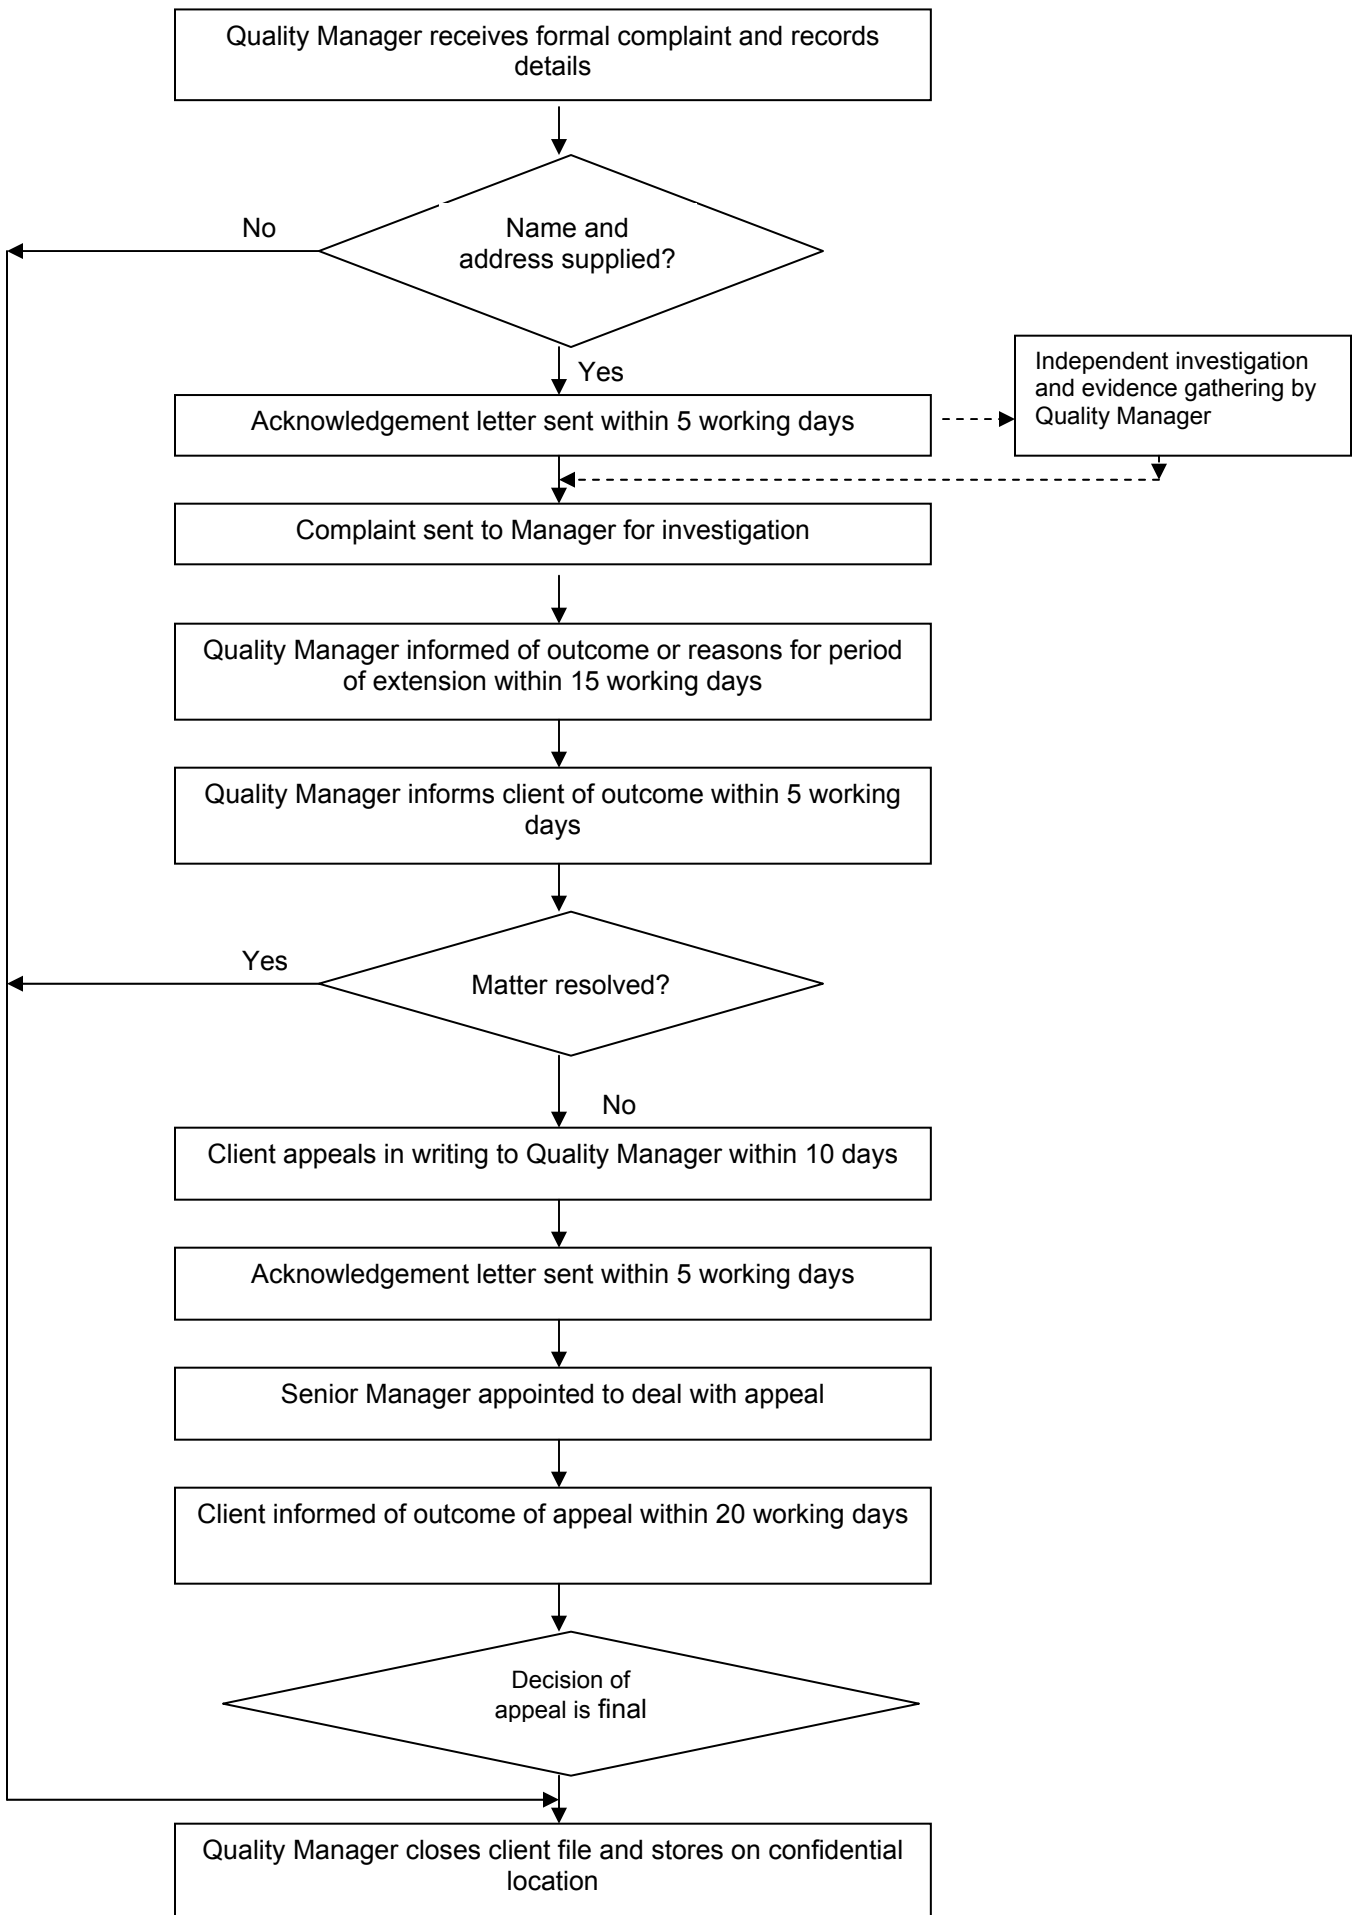 Quality Manager receives formal complaint and records
details
No
Name and
address supplied?
Yes
Independent investigation
and evidence gathering by
Quality Manager
Acknowledgement letter sent within 5 working days
Complaint sent to Manager for investigation
Quality Manager informed of outcome or reasons for period
of extension within 15 working days
Quality Manager informs client of outcome within 5 working
days
Yes
Matter resolved?
No
Client appeals in writing to Quality Manager within 10 days
Acknowledgement letter sent within 5 working days
Senior Manager appointed to deal with appeal
Client informed of outcome of appeal within 20 working days
Decision of
appeal is final
Quality Manager closes client file and stores on confidential
location